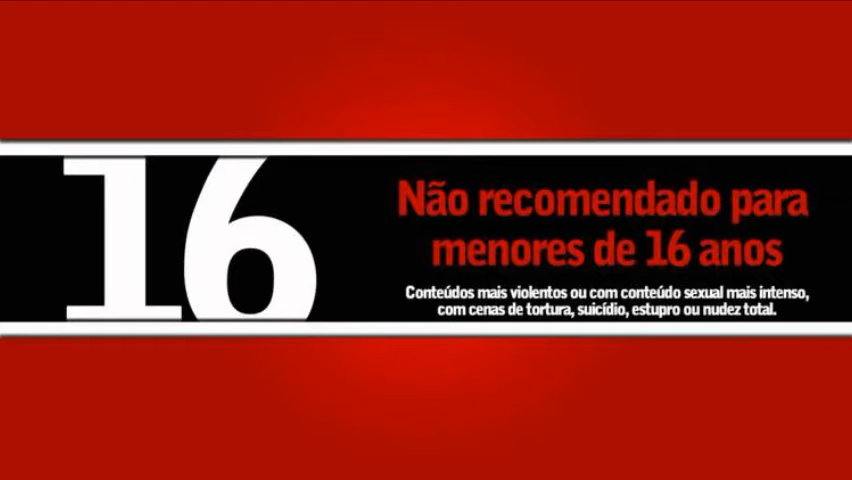 16
Não recomendado para
menores de 16 anos
Conteúdos mais violentos ou com conteúdo sexual mais intenso,
com cenas de tortura, suicídio, estupro ou nudez total.